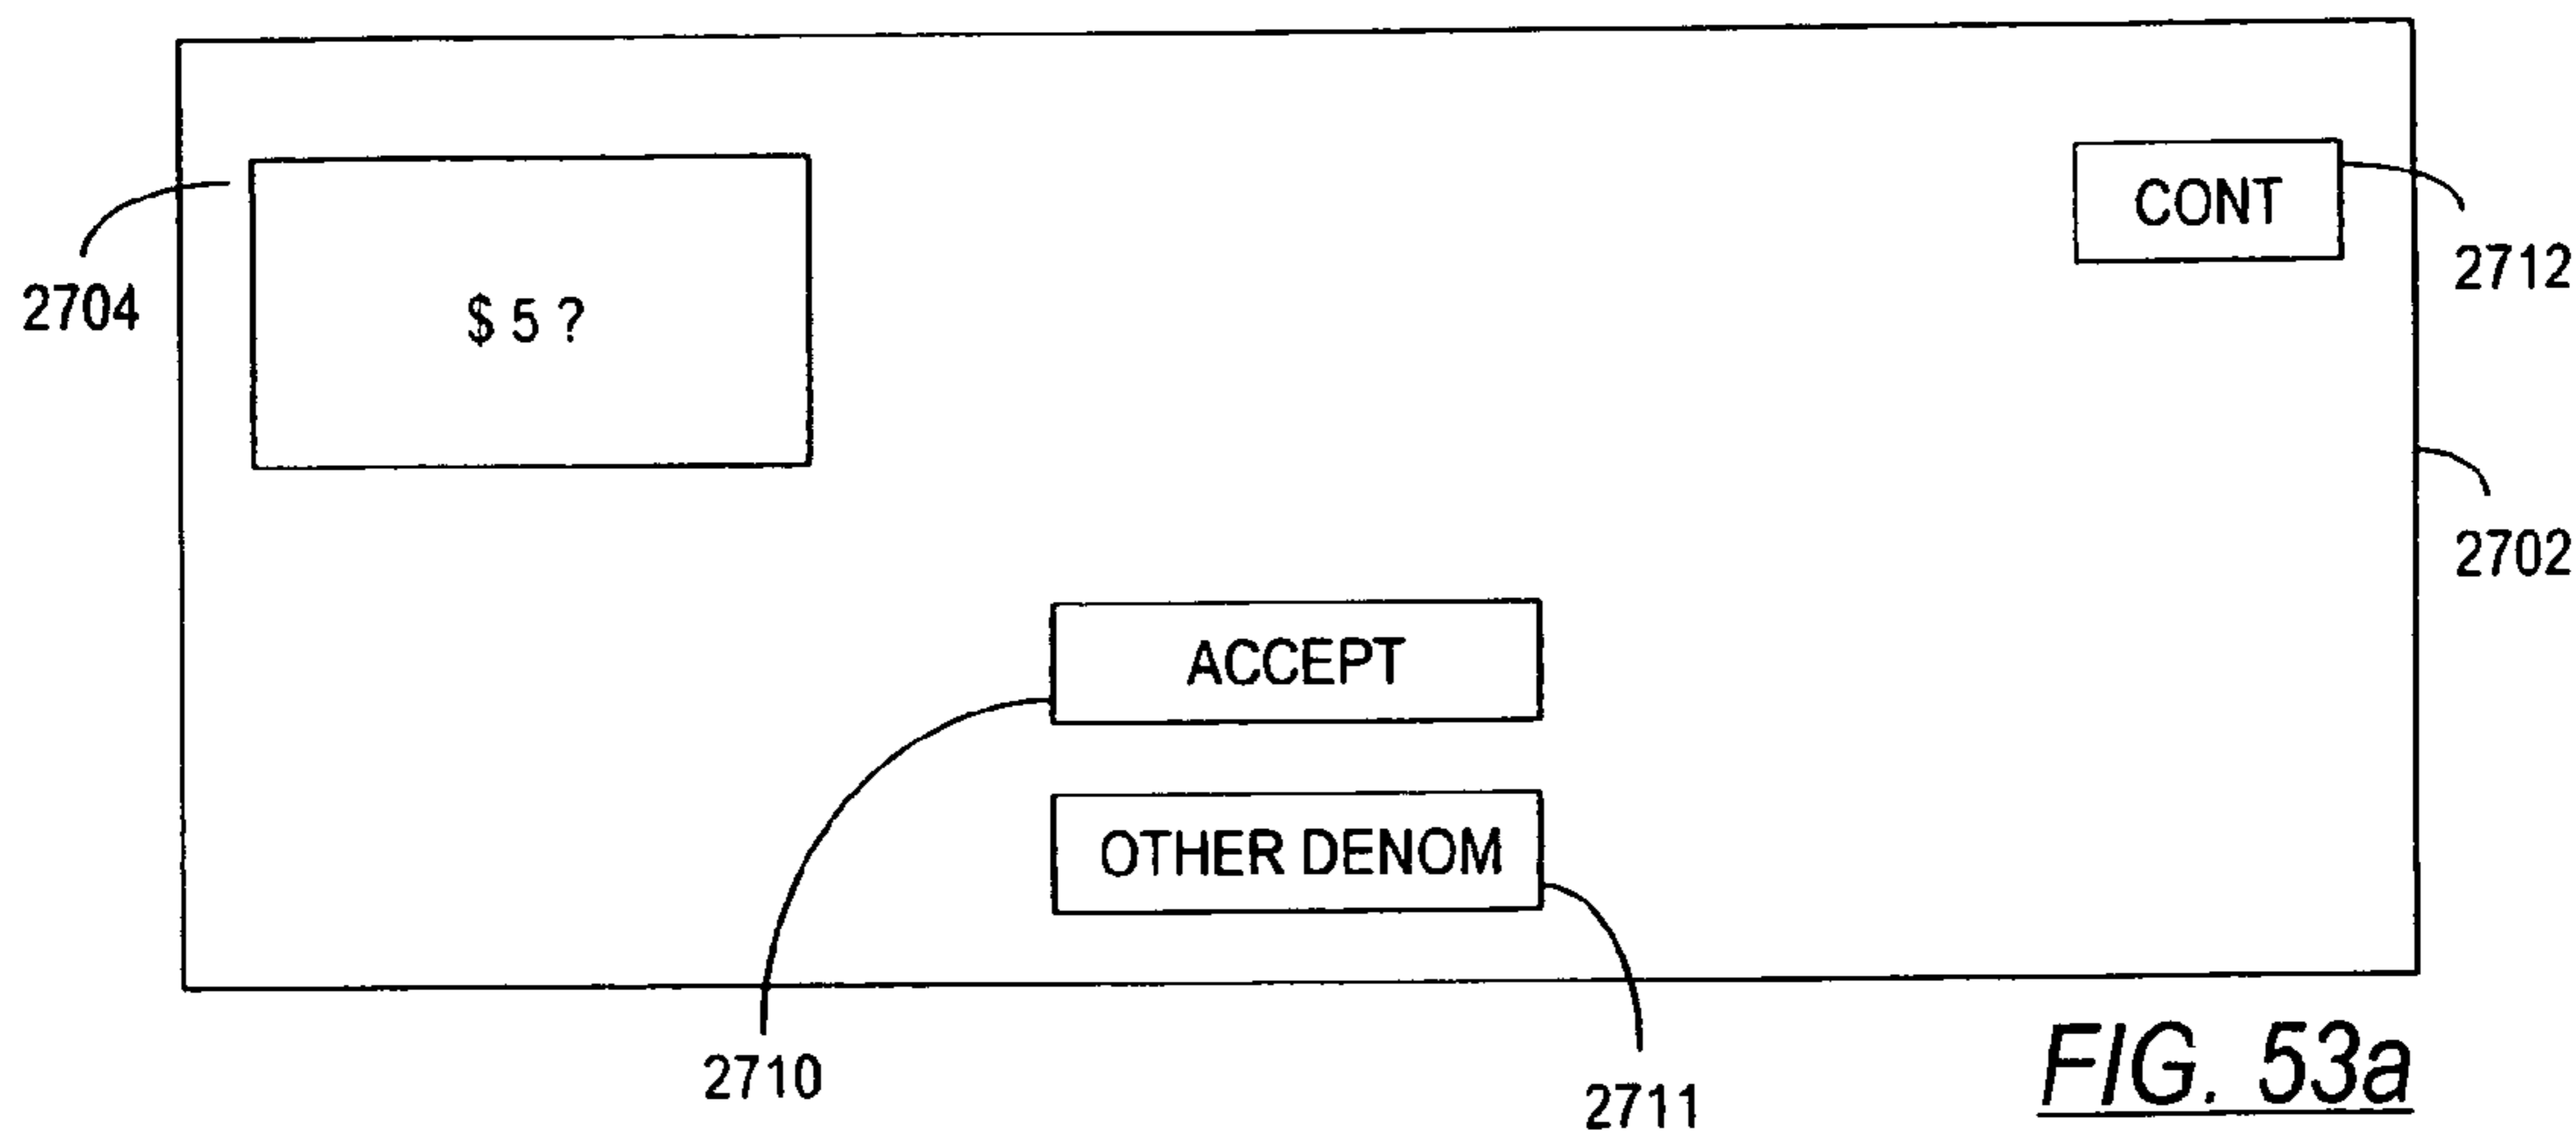 CONT
2712
2704
$ 5 ?
2702
ACCEPT
OTHER DENOM
2710
2711
FIG. 53a